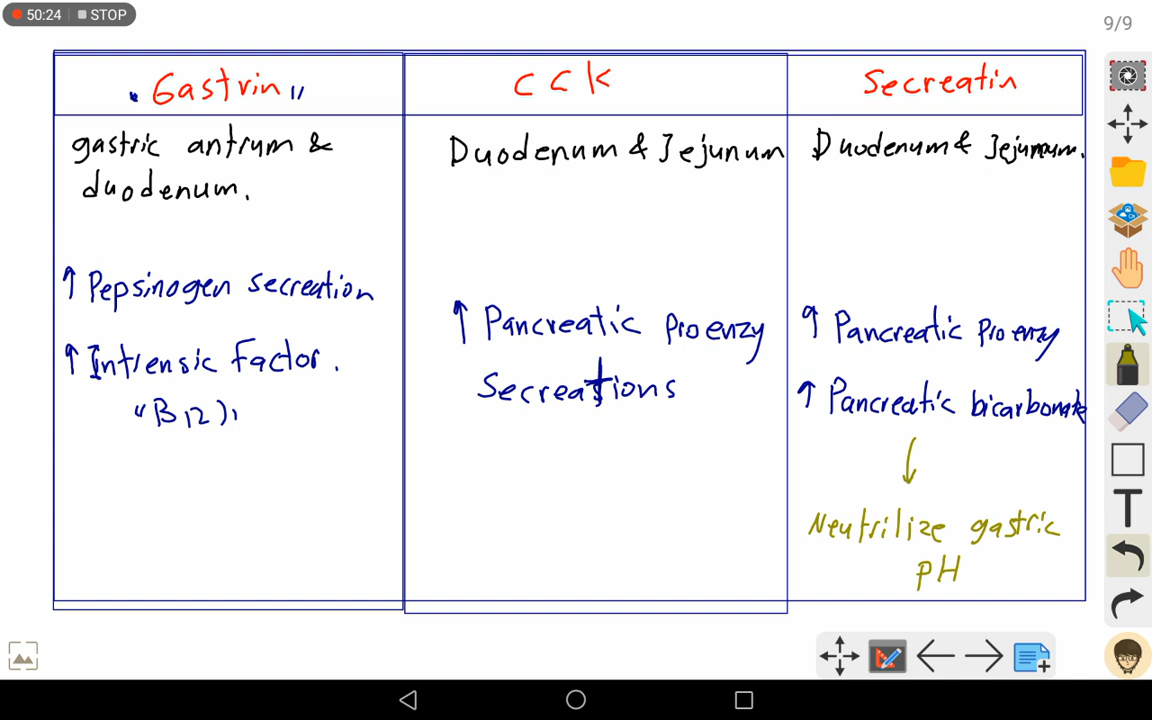 50:24 STOP
9/9
" Gastrin "
gastric antrum &
duodenum.
↑ Pepsinogen secreation
↑ Intrensic Factor.
"B12)"
CCK
Duodenum & Jejunum
↑ Pancreatic Proenzy
Secreations
Secreatin
Duodenum & Jejunum.
↑ Pancreatic Proenzy
↑ Pancreatic bicarbonate
↓
Neutrilize gastric
pH
T